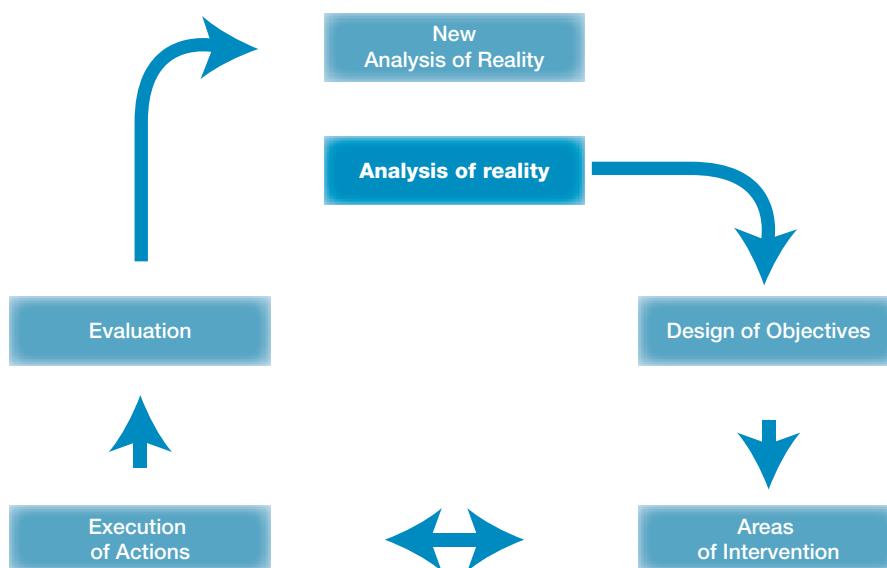 New
Analysis of Reality
Analysis of reality
Evaluation
Design of Objectives
Execution
of Actions
Areas
of Intervention